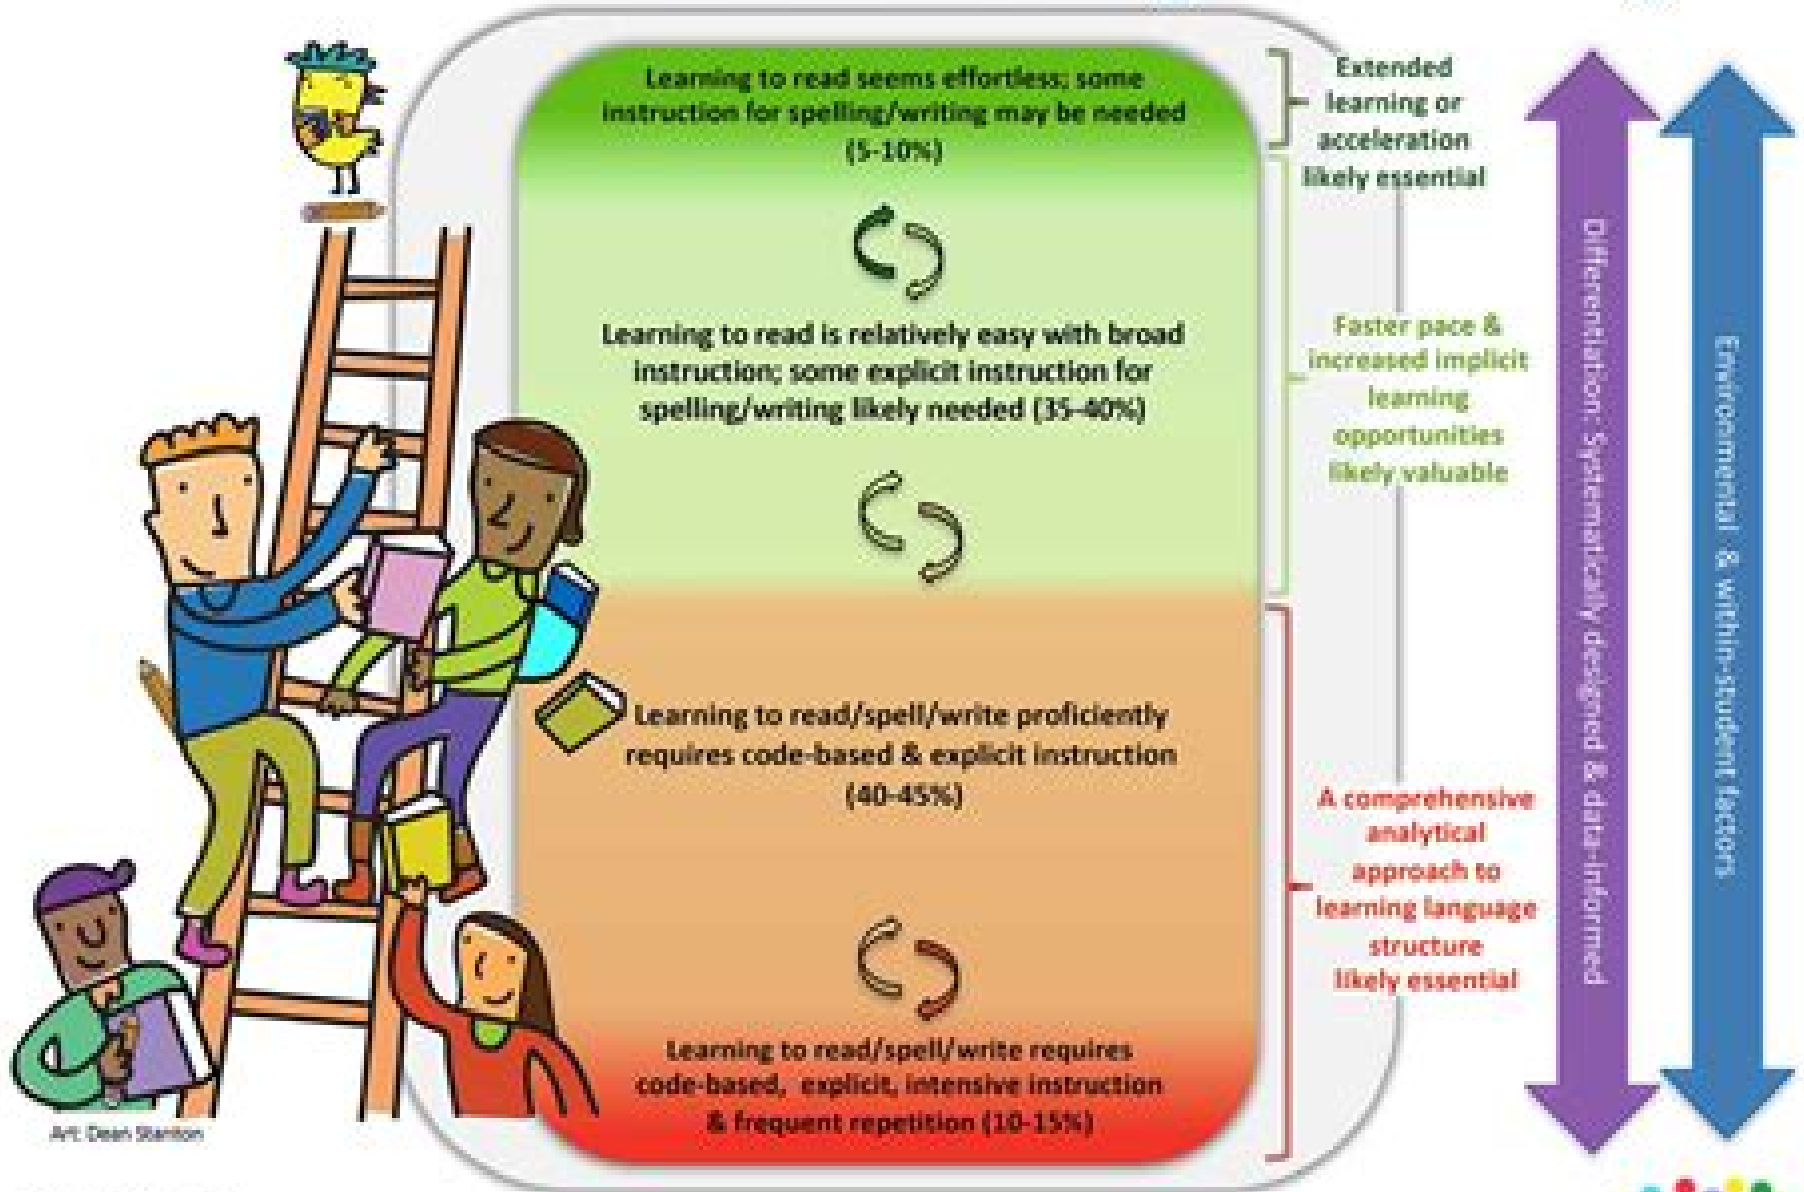 Learning to read seems effortless; some
instruction for spelling/writing may be needed
(5-10%)
Learning to read is relatively easy with broad
instruction; some explicit instruction for
spelling/writing likely needed (35-40%)
Learning to read/spell/write proficiently
requires code-based & explicit instruction
(40-45%)
Learning to read/spell/write requires
code-based, explicit, intensive instruction
& frequent repetition (10-15%)
Extended
learning or
acceleration
likely essential
Faster pace &
increased implicit
learning
opportunities
likely valuable
A comprehensive
analytical
approach to
learning language
structure
likely essential
Differentiation: Systematically designed & data-informed
Environmental & within-student factors
Art: Dean Stanton